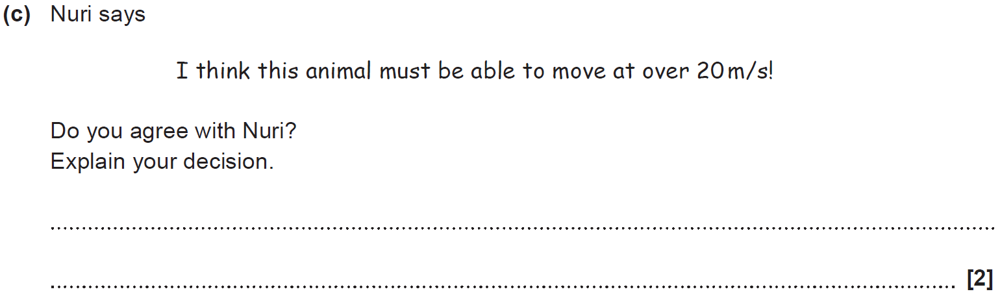 (c) Nuri says
I think this animal must be able to move at over 20 m/s!
Do you agree with Nuri?
Explain your decision.
[2]